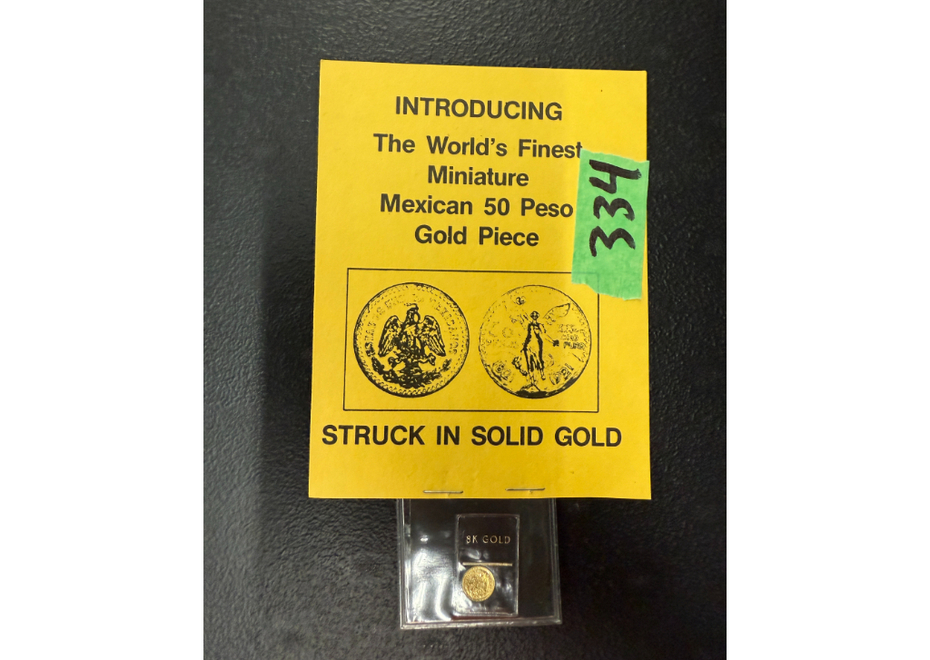 INTRODUCING
The World's Finest
Miniature
Mexican 50 Peso
Gold Piece
334
STRUCK IN SOLID GOLD
8K GOLD